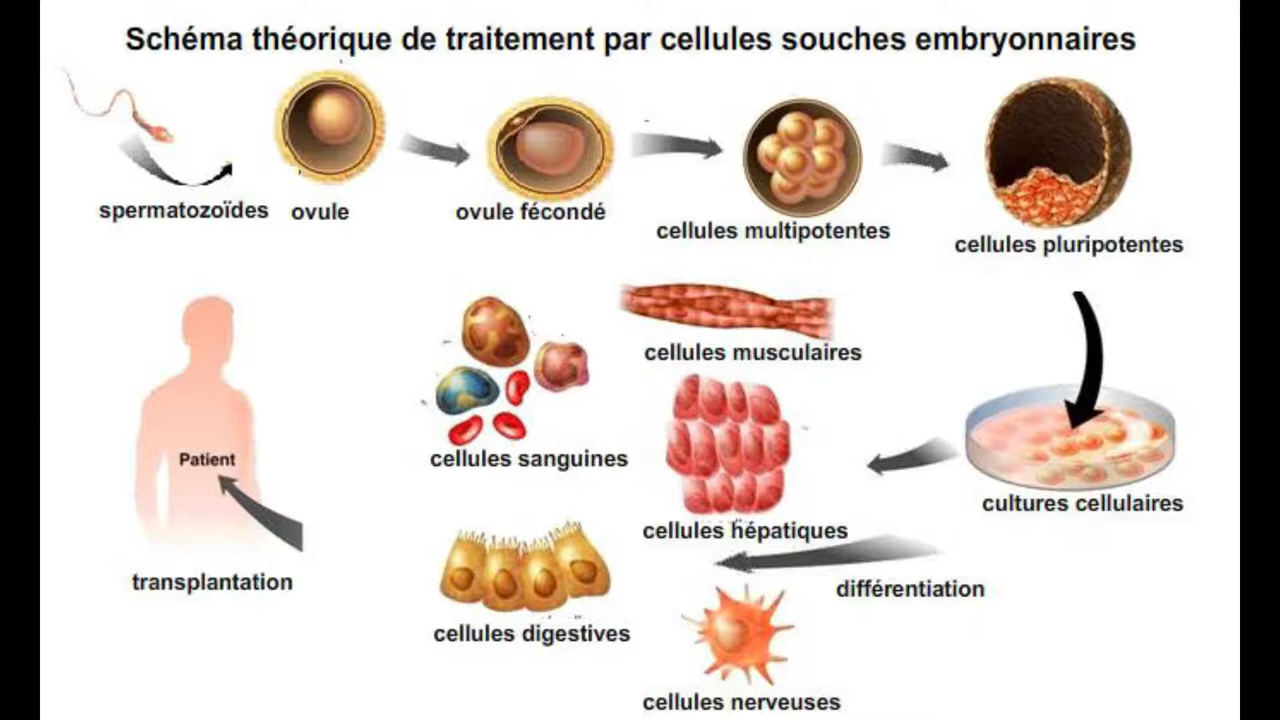 Schéma théorique de traitement par cellules souches embryonnaires
spermatozoïdes
ovule
ovule fécondé
cellules multipotentes
cellules pluripotentes
cellules musculaires
Patient
cellules sanguines
cultures cellulaires
cellules hépatiques
transplantation
différentiation
cellules digestives
cellules nerveuses